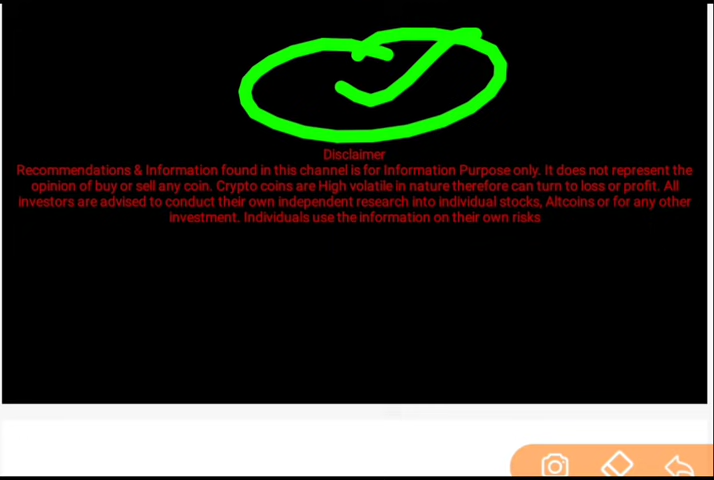 Disclaimer
Recommendations & Information found in this channel is for Information Purpose only. It does not represent the
opinion of buy or sell any coin. Crypto coins are High volatile in nature therefore can turn to loss or profit. All
investors are advised to conduct their own independent research into individual stocks, Altcoins or for any other
investment. Individuals use the information on their own risks